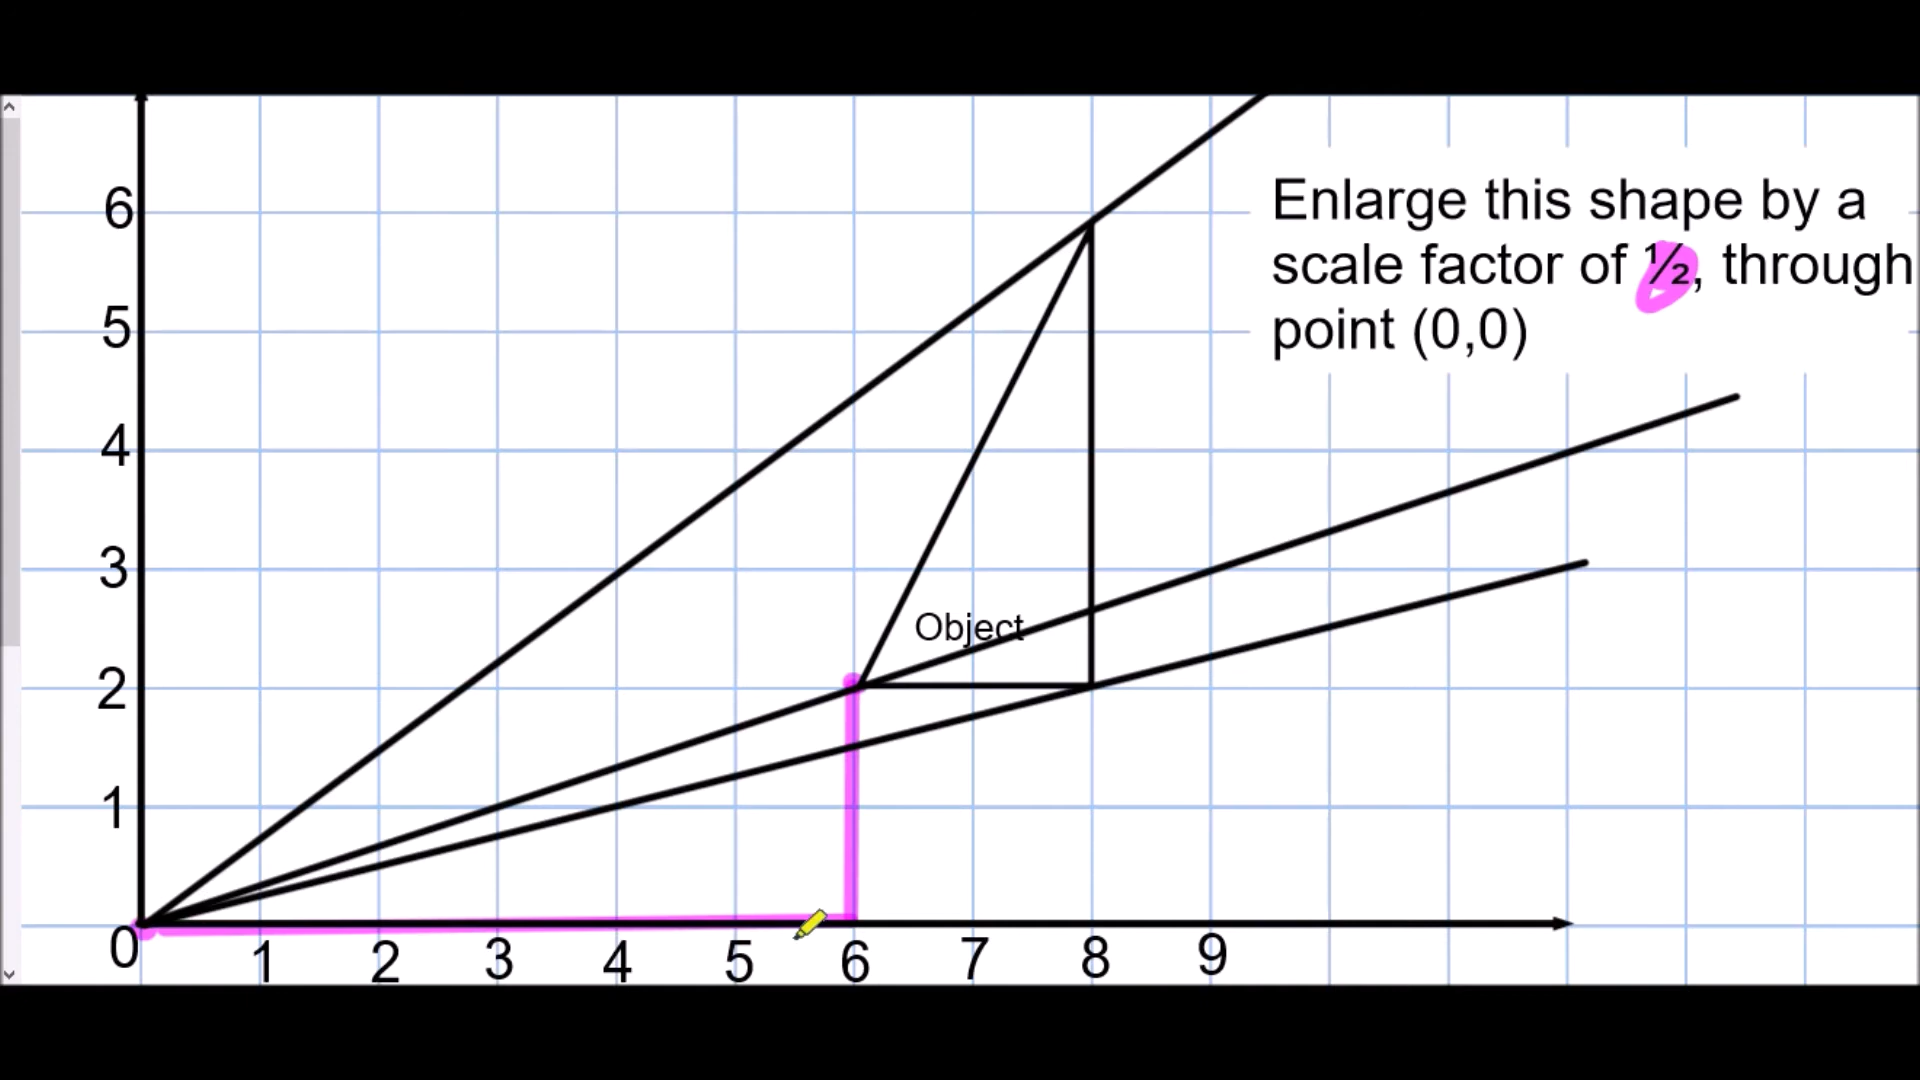 Enlarge this shape by a
scale factor of ½, through
point (0,0)
6
5
4
3
2
1
Object
0 1 2 3 4 5 6 7 8 9